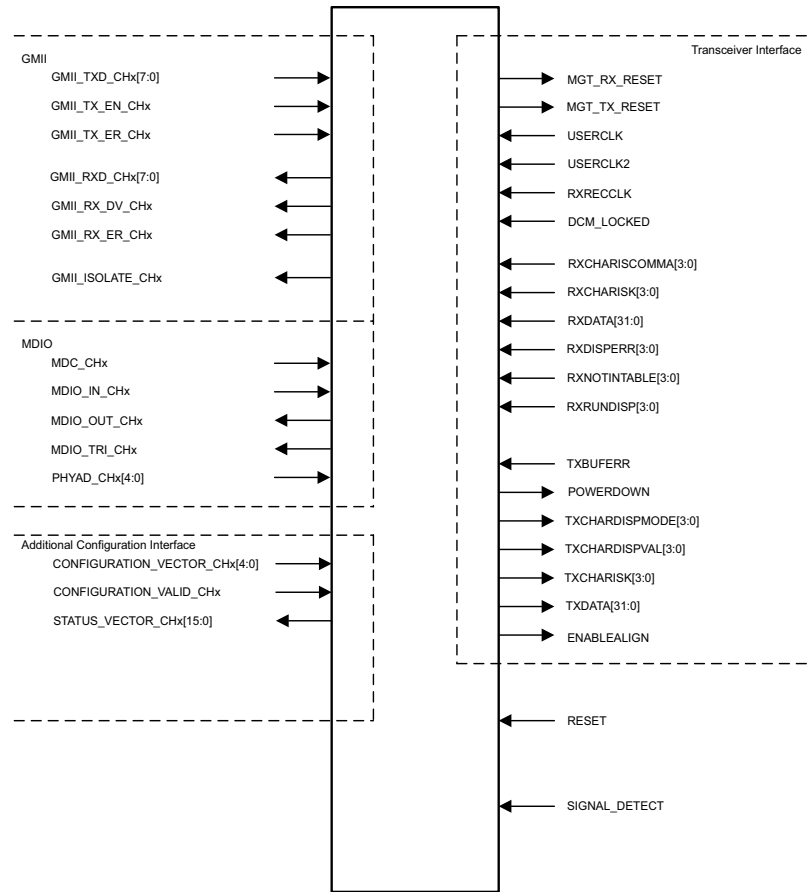 GMII
GMII_TXD_CHx[7:0]
GMII_TX_EN_CHx
GMII_TX_ER_CHx
GMII_RXD_CHx[7:0]
GMII_RX_DV_CHx
GMII_RX_ER_CHx
GMII_ISOLATE_CHx
MDIO
MDC_CHx
MDIO_IN_CHx
MDIO_OUT_CHx
MDIO_TRI_CHx
PHYAD_CHx[4:0]
Additional Configuration Interface
CONFIGURATION_VECTOR_CHx[4:0]
CONFIGURATION_VALID_CHx
STATUS_VECTOR_CHx[15:0]
Transceiver Interface
MGT_RX_RESET
MGT_TX_RESET
USERCLK
USERCLK2
RXRECCLK
DCM_LOCKED
RXCHARISCOMMA[3:0]
RXCHARISK[3:0]
RXDATA[31:0]
RXDISPERR[3:0]
RXNOTINTABLE[3:0]
RXRUNDISP[3:0]
TXBUFERR
POWERDOWN
TXCHARDISPMODE[3:0]
TXCHARDISPVAL[3:0]
TXCHARISK[3:0]
TXDATA[31:0]
ENABLEALIGN
RESET
SIGNAL_DETECT